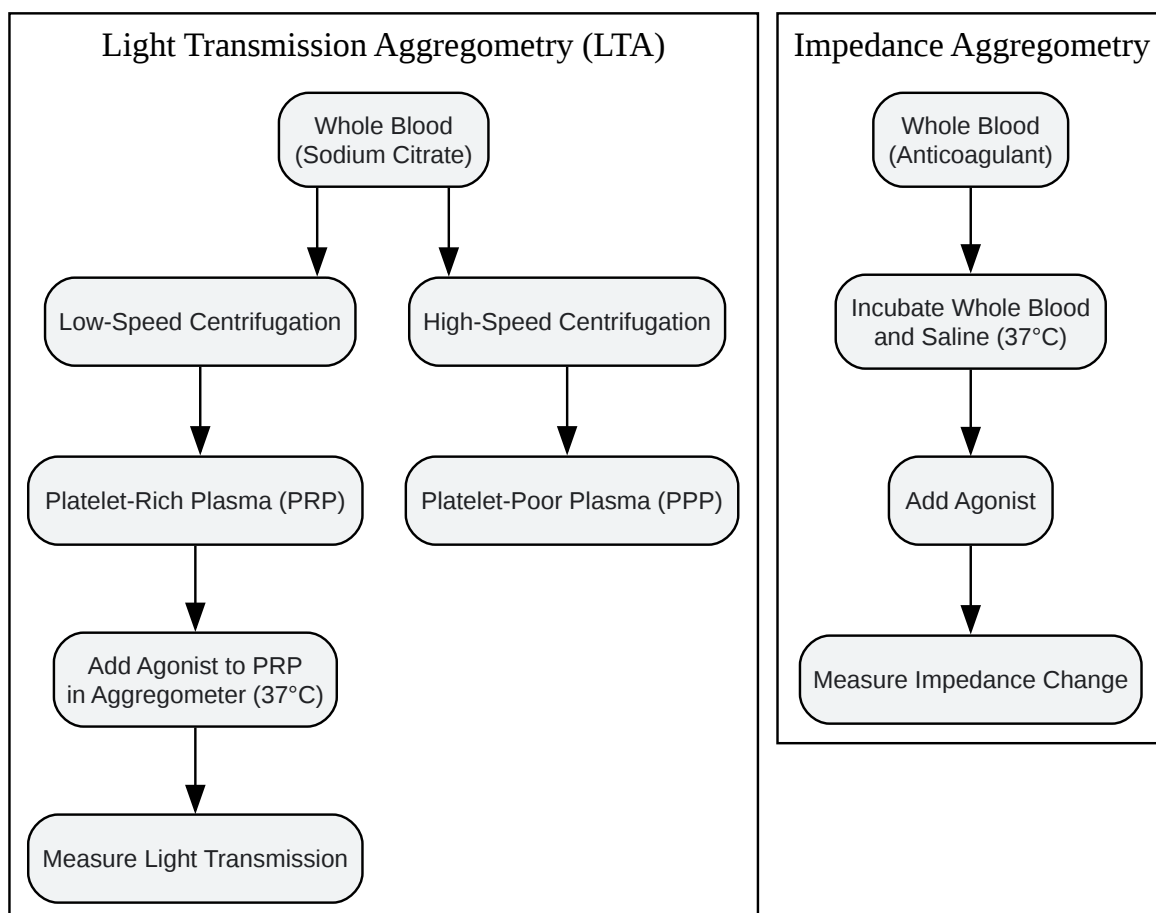 Light Transmission Aggregometry (LTA)
Whole Blood
(Sodium Citrate)
Low-Speed Centrifugation
High-Speed Centrifugation
Platelet-Rich Plasma (PRP)
Platelet-Poor Plasma (PPP)
Add Agonist to PRP
in Aggregometer (37°C)
Measure Light Transmission
Impedance Aggregometry
Whole Blood
(Anticoagulant)
Incubate Whole Blood
and Saline (37°C)
Add Agonist
Measure Impedance Change